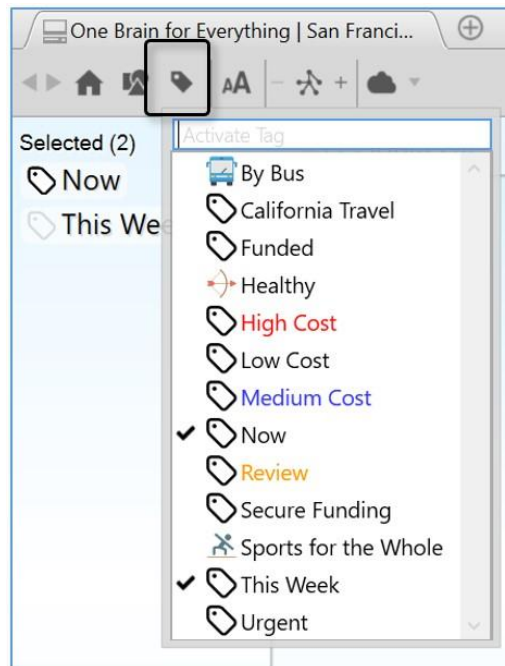 One Brain for Everything | San Franci...
AA
Activate Tag
Selected (2)
Now
This Wee
By Bus
California Travel
Funded
Healthy
High Cost
Low Cost
Medium Cost
Now
Review
Secure Funding
Sports for the Whole
This Week
Urgent